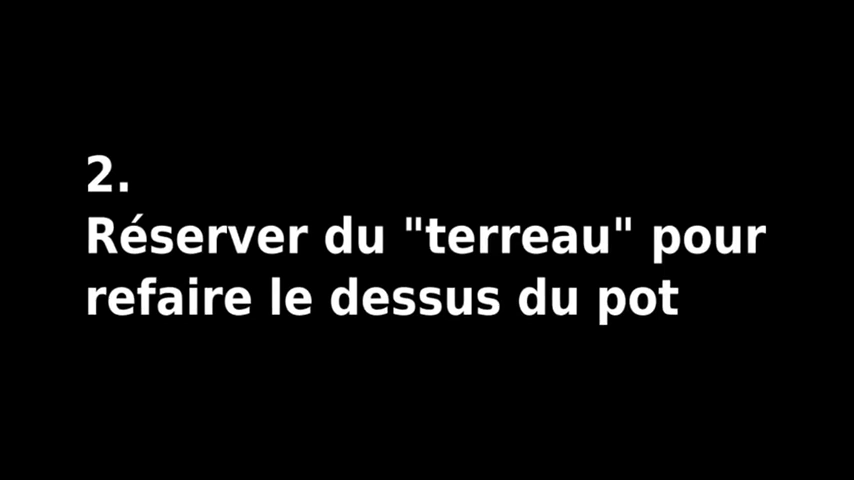 2.
Réserver du "terreau" pour
refaire le dessus du pot